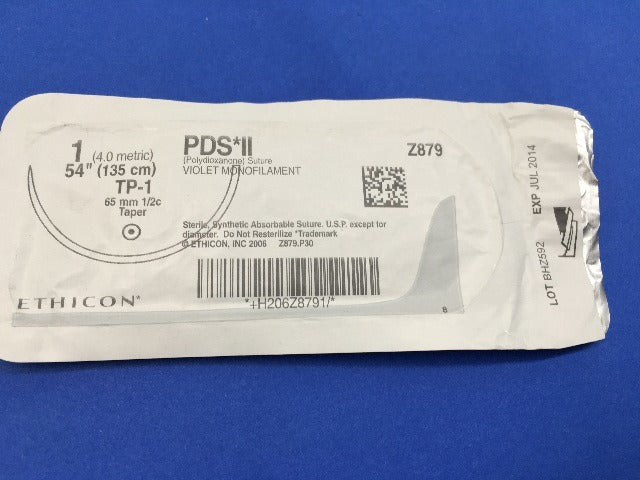 1 (4.0 metric)
54" (135 cm)
TP-1
65 mm 1/2c
Taper
PDS*II
(Polydioxanone) Suture
VIOLET MONOFILAMENT
Z879
Sterile, Synthetic Absorbable Suture. U.S.P. except for
diameter. Do Not Resterilize *Trademark
© ETHICON, INC 2006 Z879.P30
ETHICON*
*+H206Z8791/*
8
LOT BHZ592 EXP JUL 2014